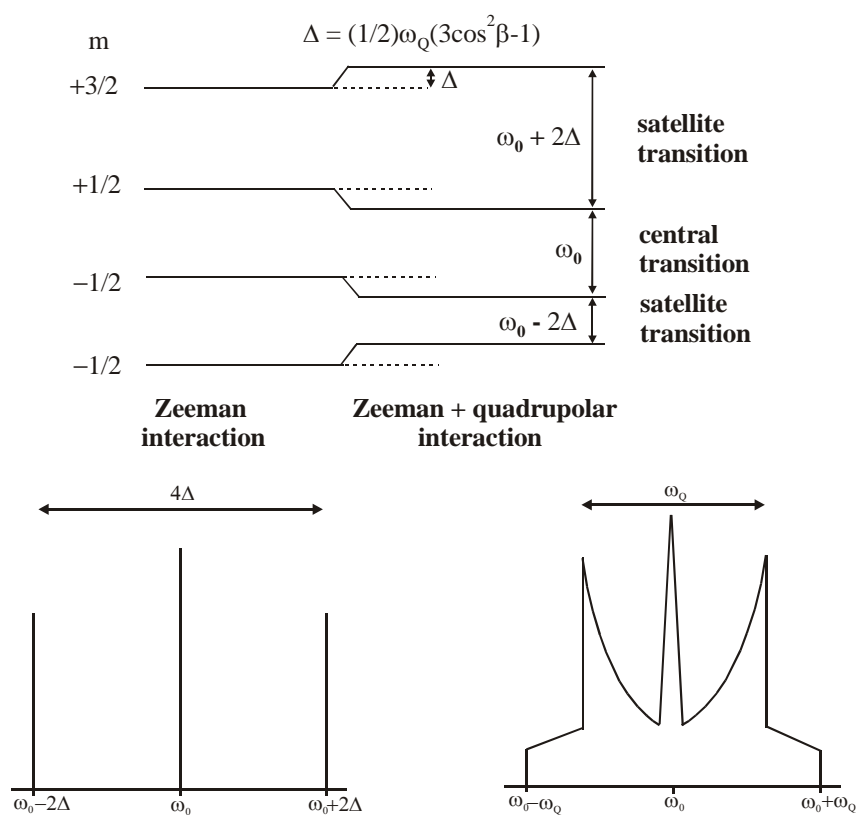 m
Δ = (1/2)ω_Q(3cos²β-1)
+3/2
Δ
ω₀ + 2Δ
satellite
transition
+1/2
ω₀
central
transition
−1/2
ω₀ - 2Δ
satellite
transition
−1/2
Zeeman
interaction
Zeeman + quadrupolar
interaction
4Δ
ω₀−2Δ
ω₀
ω₀+2Δ
ω_Q
ω₀−ω_Q
ω₀
ω₀+ω_Q